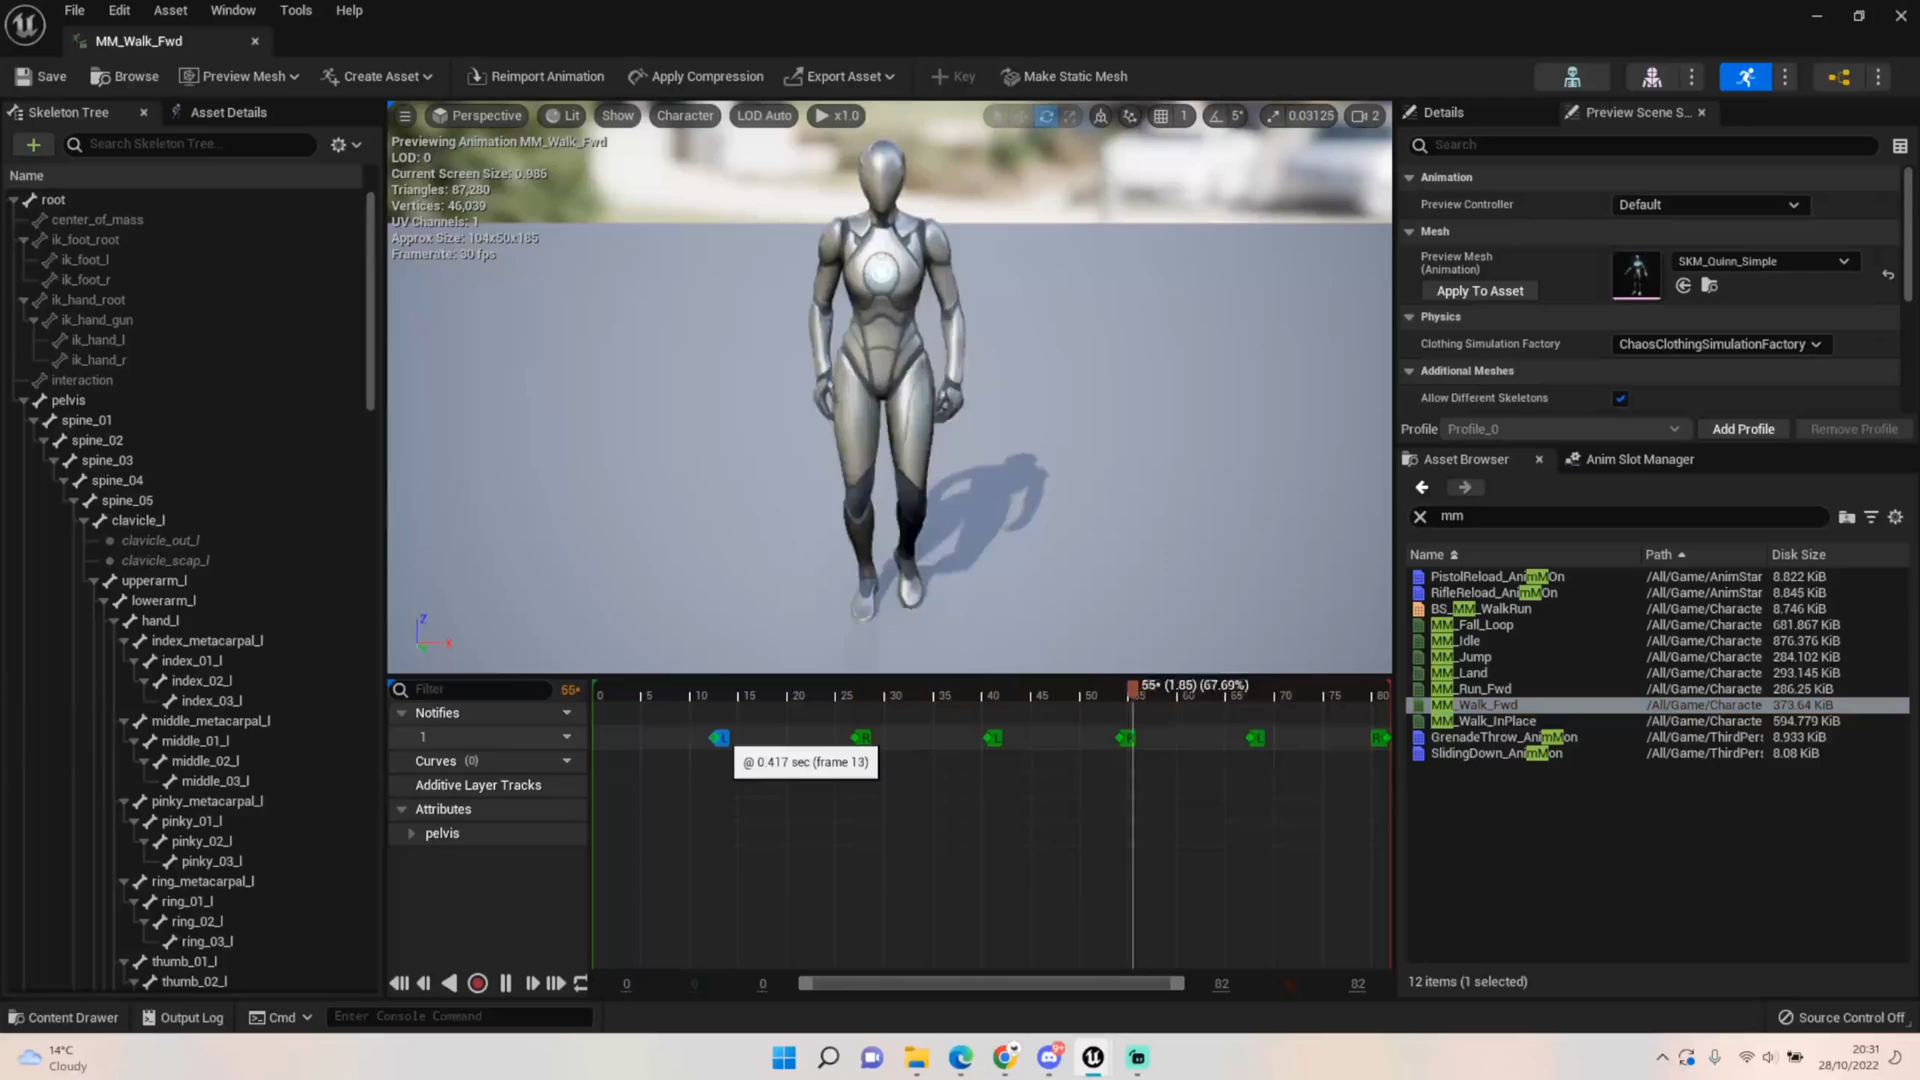 File Edit Asset Window Tools Help
MM_Walk_Fwd
Save Browse Preview Mesh Create Asset Reimport Animation Apply Compression Export Asset Key Make Static Mesh
Skeleton Tree Asset Details
Search Skeleton Tree...
Name
root
center_of_mass
ik_foot_root
ik_foot_l
ik_foot_r
ik_hand_root
ik_hand_gun
ik_hand_l
ik_hand_r
interaction
pelvis
spine_01
spine_02
spine_03
spine_04
spine_05
clavicle_l
clavicle_out_l
clavicle_scap_l
upperarm_l
lowerarm_l
hand_l
index_metacarpal_l
index_01_l
index_02_l
index_03_l
middle_metacarpal_l
middle_01_l
middle_02_l
middle_03_l
pinky_metacarpal_l
pinky_01_l
pinky_02_l
pinky_03_l
ring_metacarpal_l
ring_01_l
ring_02_l
ring_03_l
thumb_01_l
thumb_02_l
Perspective Lit Show Character LOD Auto x1.0 1 5° 0.03125 2
Previewing Animation MM_Walk_Fwd
LOD: 0
Current Screen Size: 0.985
Triangles: 87,280
Vertices: 46,039
UV Channels: 1
Approx Size: 104x50x185
Framerate: 30 fps
Z
X
Filter 55* 0 5 10 15 20 25 30 35 40 45 50 60 65 70 75 80
55* (1.85) (67.69%)
Notifies
1 L R L R L R
@ 0.417 sec (frame 13)
Curves (0)
Additive Layer Tracks
Attributes
pelvis
0 0 0 82 82
Details Preview Scene S...
Search
Animation
Preview Controller Default
Mesh
Preview Mesh (Animation) SKM_Quinn_Simple
Apply To Asset
Physics
Clothing Simulation Factory ChaosClothingSimulationFactory
Additional Meshes
Allow Different Skeletons
Profile Profile_0 Add Profile Remove Profile
Asset Browser Anim Slot Manager
mm
Name Path Disk Size
PistolReload_AnimMOn /All/Game/AnimStar 8.822 KiB
RifleReload_AnimMOn /All/Game/AnimStar 8.845 KiB
BS_MM_WalkRun /All/Game/Characte 8.746 KiB
MM_Fall_Loop /All/Game/Characte 681.867 KiB
MM_Idle /All/Game/Characte 876.376 KiB
MM_Jump /All/Game/Characte 284.102 KiB
MM_Land /All/Game/Characte 293.145 KiB
MM_Run_Fwd /All/Game/Characte 286.25 KiB
MM_Walk_Fwd /All/Game/Characte 373.64 KiB
MM_Walk_InPlace /All/Game/Characte 594.779 KiB
GrenadeThrow_AnimMon /All/Game/ThirdPers 8.933 KiB
SlidingDown_AnimMon /All/Game/ThirdPers 8.08 KiB
12 items (1 selected)
Content Drawer Output Log Cmd Enter Console Command Source Control Off
14°C
Cloudy
9+
20:31
28/10/2022